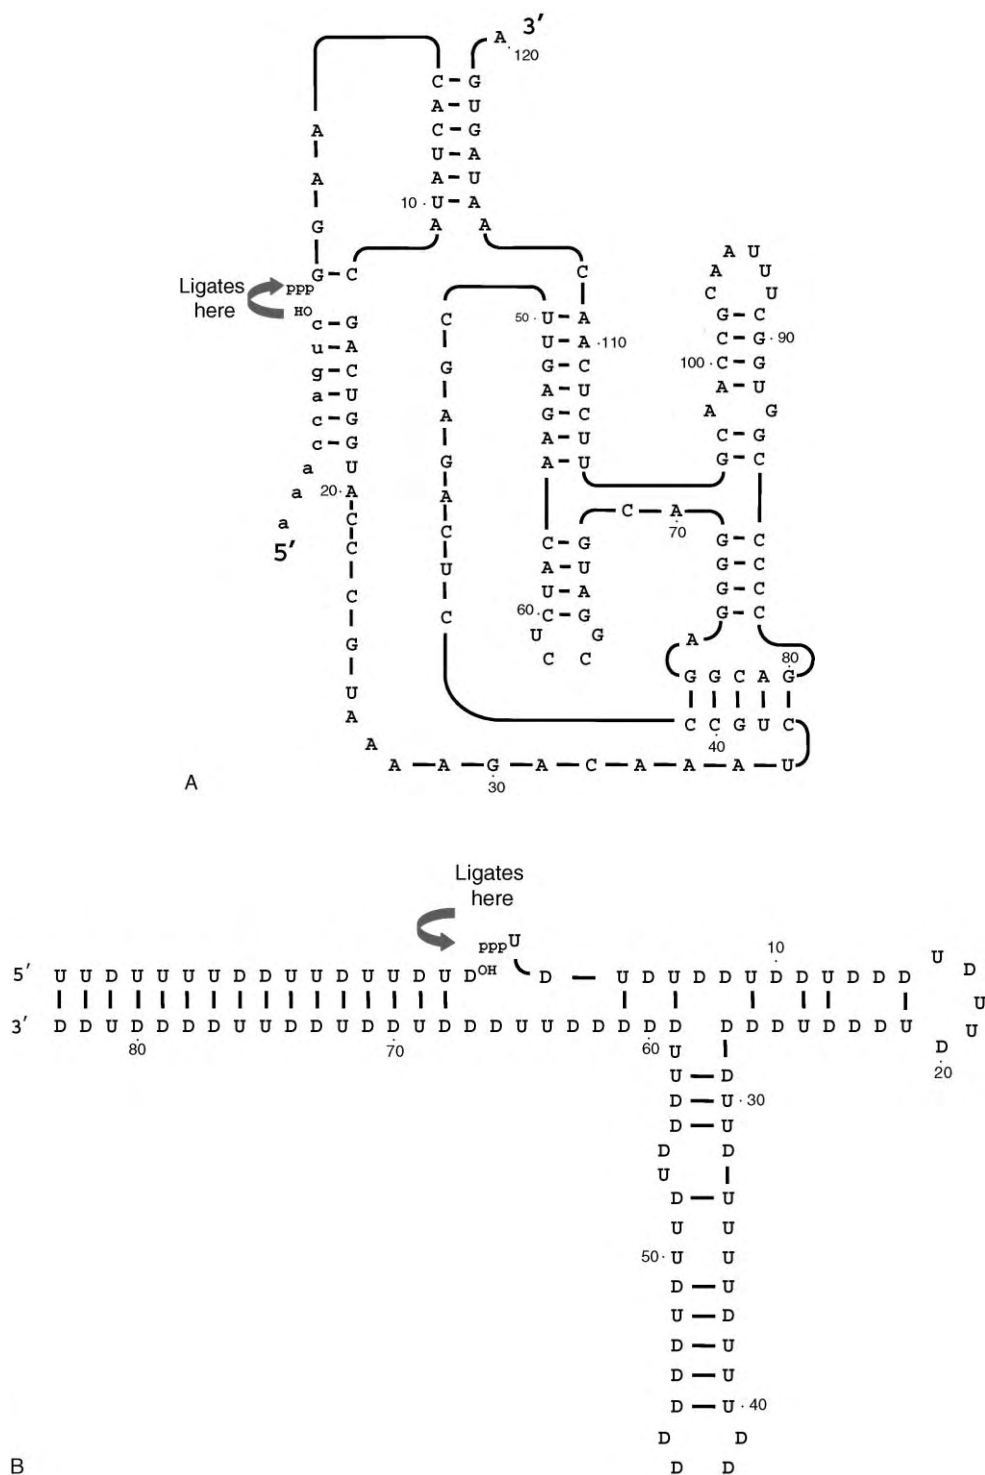 3′
A
120
C G
A U
A C G
U A
A A U
10 U A
G A A
A U
Ligates here
ppp G C C A U
C U
HO
c G C 50 U A G C
u A U A 110 C G 90
g C G G C 100 C G
a U A A U A U
c G A G C A G
c G A U C C
a U G A U G C
a 20 A A
a C C C A
5′ C C C G 70 G C
U A U G C
C U A G C
C C 60 C G G C
G U G A
C C 80
U G G C A G
A C C G U C
A 40
A A G A C A A A U
30
A
Ligates
here
ppp U 10
5′ U U D U U U U D D U U D U U D U D OH D U D U D D U D D U D D D U D
U
3′ D D U D D D D U U D D U D D U D D D U U D D D D D D D D U D D D U U
80 70 60 D
U D 20
U D
D U 30
D U
D D
U
D U
U U
50 U U
D U
U D
D U
D U
D U 40
D D
D D
B